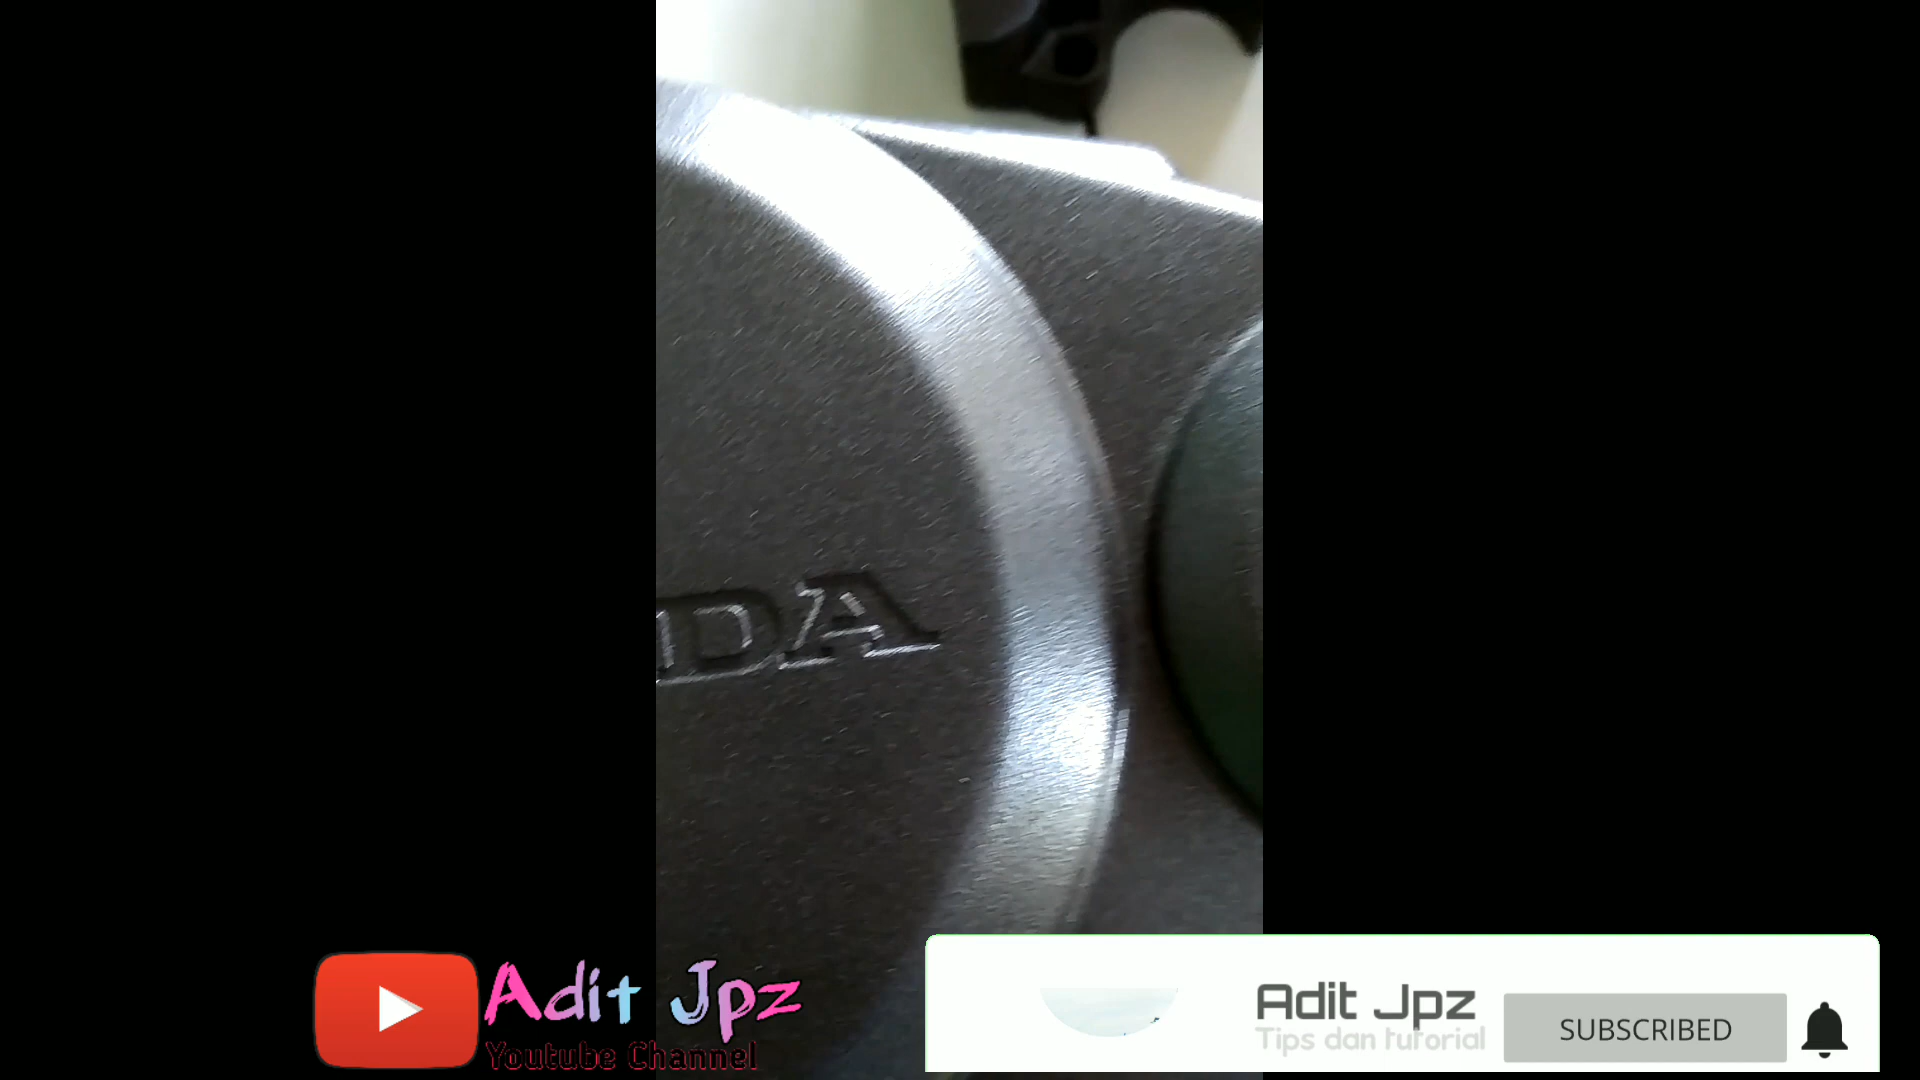 DA
Adit Jpz
Youtube Channel
Adit Jpz
Tips dan tutorial
SUBSCRIBED